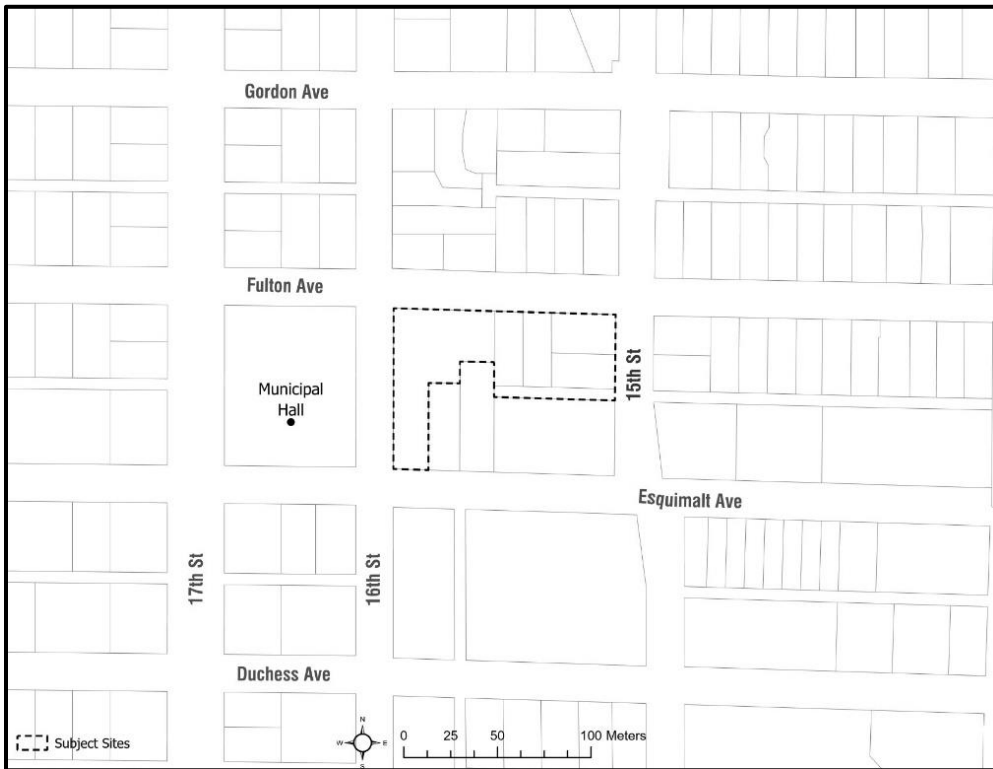 Gordon Ave
Fulton Ave
Municipal
Hall
15th St
Esquimalt Ave
17th St
16th St
Duchess Ave
Subject Sites
N
W
E
S
0 25 50 100 Meters